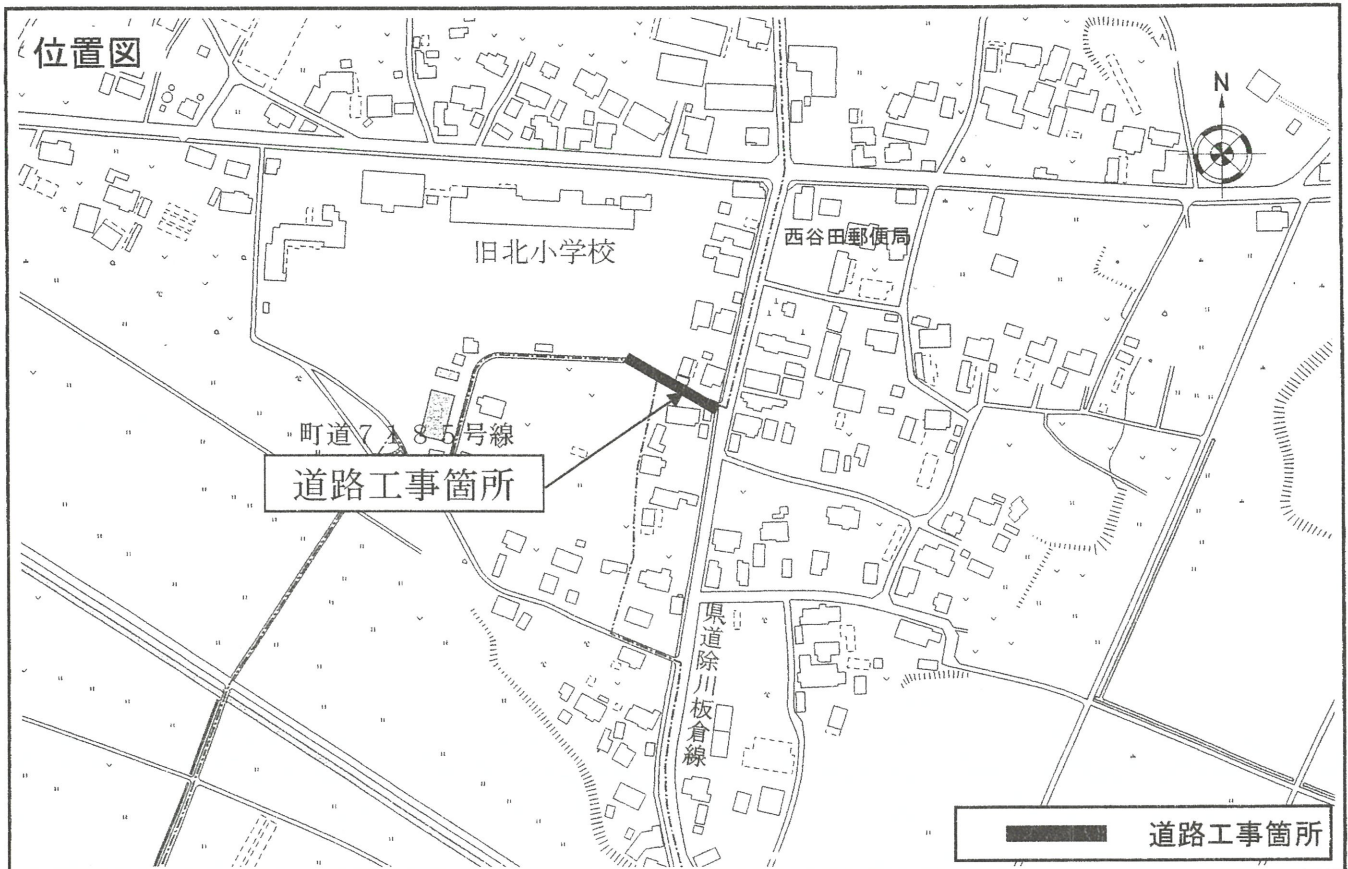 位置図
N
旧北小学校
西谷田郵便局
町道7185号線
道路工事箇所
県道除川板倉線
道路工事箇所